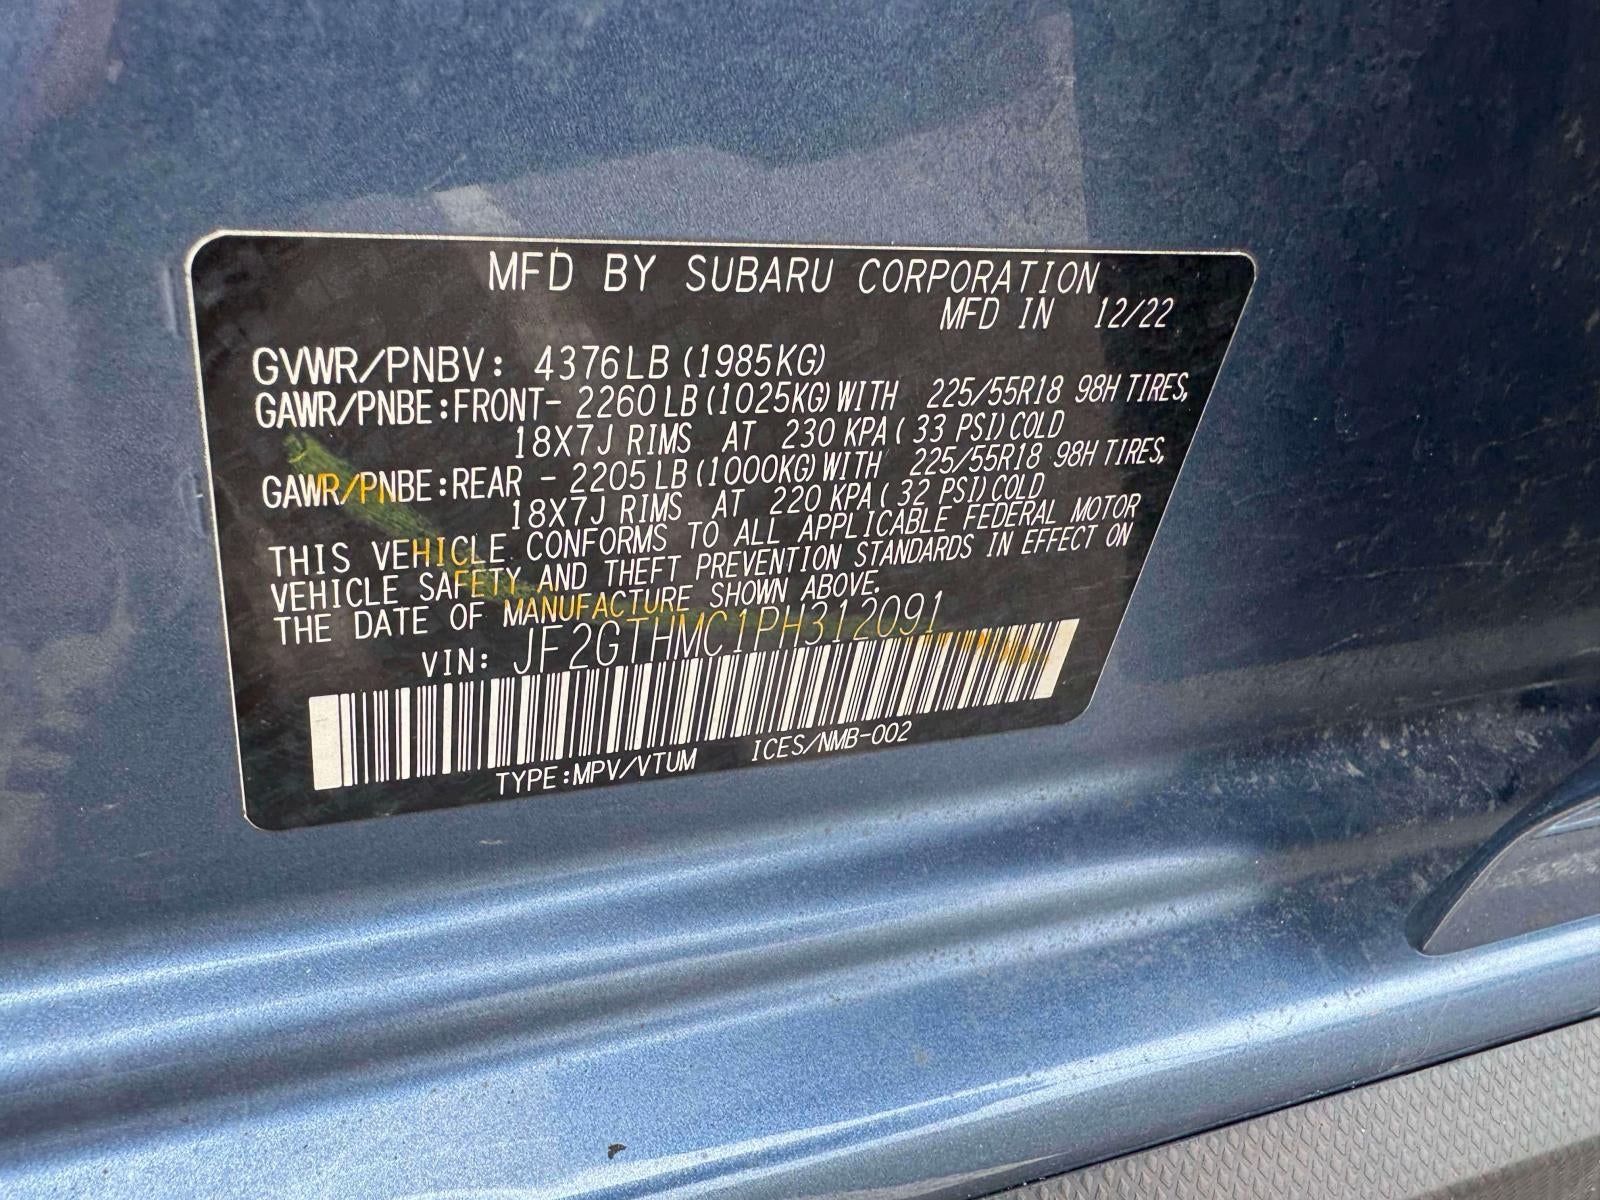 MFD BY SUBARU CORPORATION
MFD IN 12/22
GVWR/PNBV: 4376LB (1985KG)
GAWR/PNBE:FRONT- 2260 LB (1025KG) WITH 225/55R18 98H TIRES,
18X7J RIMS AT 230 KPA ( 33 PSI) COLD
GAWR/PNBE:REAR - 2205 LB (1000KG) WITH 225/55R18 98H TIRES,
18X7J RIMS AT 220 KPA ( 32 PSI) COLD
THIS VEHICLE CONFORMS TO ALL APPLICABLE FEDERAL MOTOR
VEHICLE SAFETY AND THEFT PREVENTION STANDARDS IN EFFECT ON
THE DATE OF MANUFACTURE SHOWN ABOVE.
VIN: JF2GTHMC1PH312091
TYPE:MPV/VTUM ICES/NMB-002